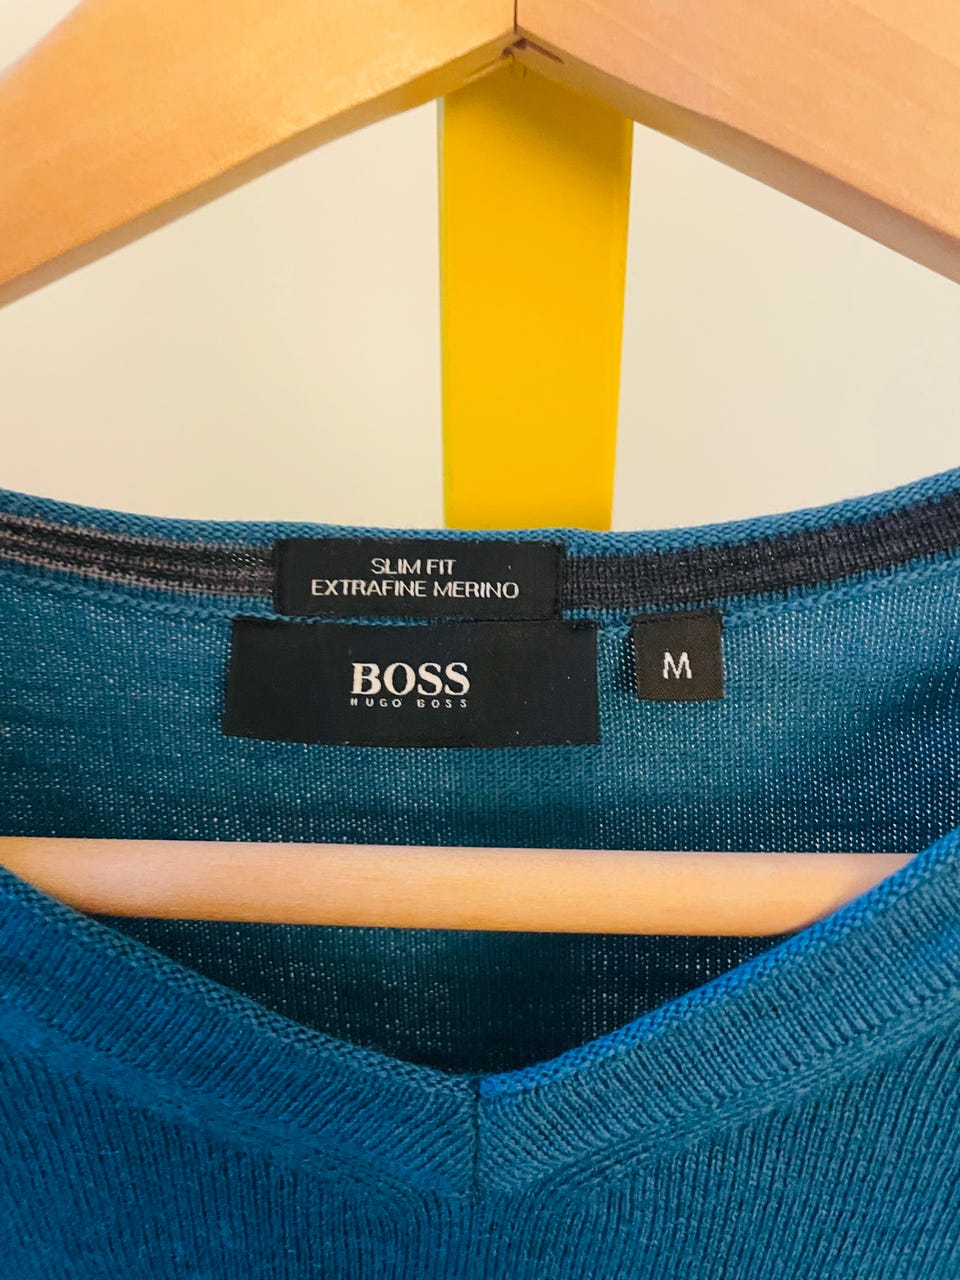 SLIM FIT
EXTRAFINE MERINO
BOSS
HUGO BOSS
M